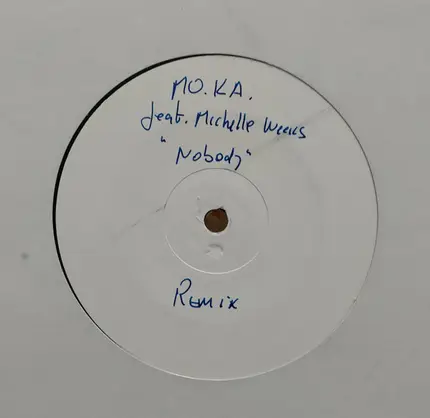 MO.KA.
feat. Michelle Weeks
"Nobody"
Remix